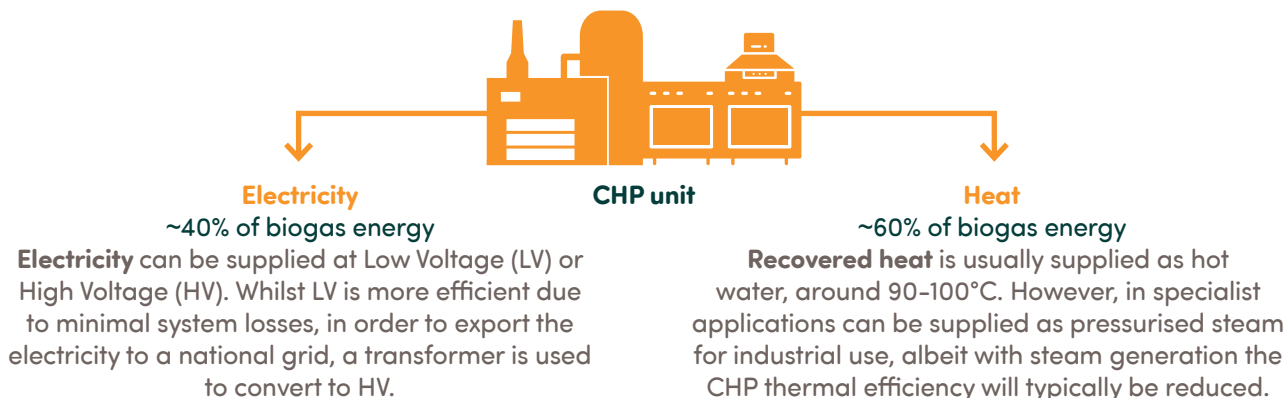 Electricity
~40% of biogas energy
Electricity can be supplied at Low Voltage (LV) or
High Voltage (HV). Whilst LV is more efficient due
to minimal system losses, in order to export the
electricity to a national grid, a transformer is used
to convert to HV.
CHP unit
Heat
~60% of biogas energy
Recovered heat is usually supplied as hot
water, around 90-100°C. However, in specialist
applications can be supplied as pressurised steam
for industrial use, albeit with steam generation the
CHP thermal efficiency will typically be reduced.